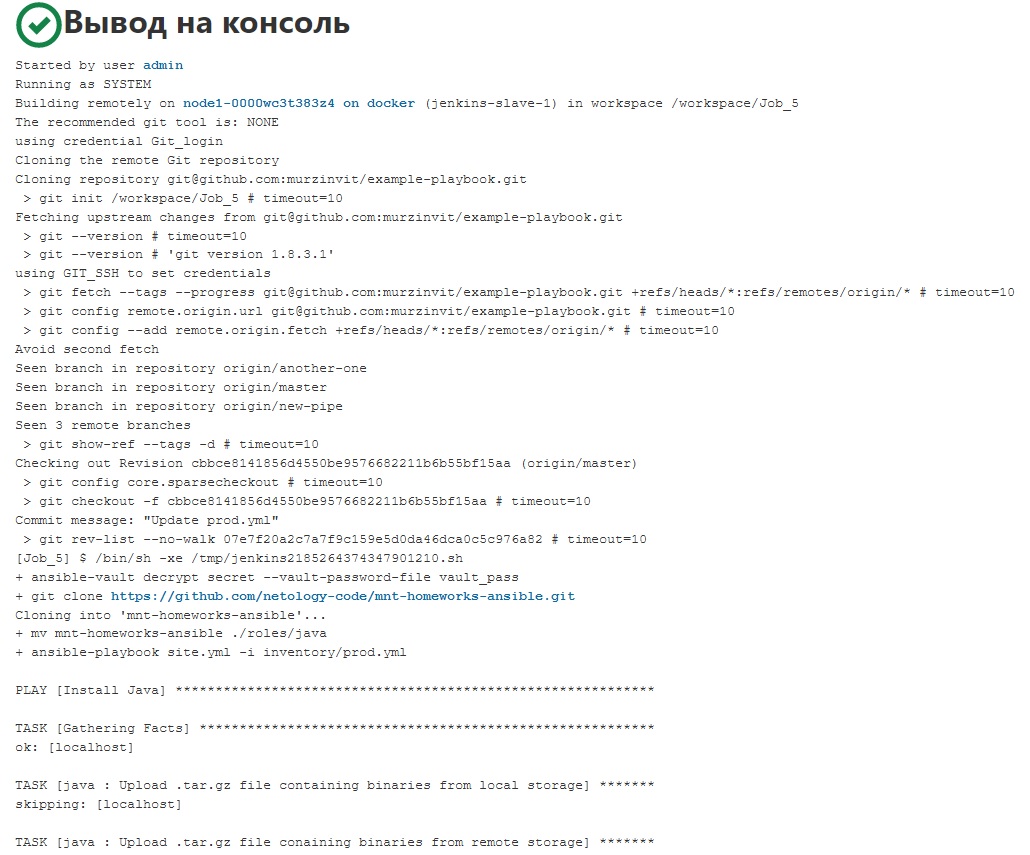 Вывод на консоль
Started by user admin
Running as SYSTEM
Building remotely on node1-0000wc3t383z4 on docker (jenkins-slave-1) in workspace /workspace/Job_5
The recommended git tool is: NONE
using credential Git_login
Cloning the remote Git repository
Cloning repository git@github.com:murzinvit/example-playbook.git
 > git init /workspace/Job_5 # timeout=10
Fetching upstream changes from git@github.com:murzinvit/example-playbook.git
 > git --version # timeout=10
 > git --version # 'git version 1.8.3.1'
using GIT_SSH to set credentials
 > git fetch --tags --progress git@github.com:murzinvit/example-playbook.git +refs/heads/*:refs/remotes/origin/* # timeout=10
 > git config remote.origin.url git@github.com:murzinvit/example-playbook.git # timeout=10
 > git config --add remote.origin.fetch +refs/heads/*:refs/remotes/origin/* # timeout=10
Avoid second fetch
Seen branch in repository origin/another-one
Seen branch in repository origin/master
Seen branch in repository origin/new-pipe
Seen 3 remote branches
 > git show-ref --tags -d # timeout=10
Checking out Revision cbbce8141856d4550be9576682211b6b55bf15aa (origin/master)
 > git config core.sparsecheckout # timeout=10
 > git checkout -f cbbce8141856d4550be9576682211b6b55bf15aa # timeout=10
Commit message: "Update prod.yml"
 > git rev-list --no-walk 07e7f20a2c7a7f9c159e5d0da46dca0c5c976a82 # timeout=10
[Job_5] $ /bin/sh -xe /tmp/jenkins2185264374347901210.sh
+ ansible-vault decrypt secret --vault-password-file vault_pass
+ git clone https://github.com/netology-code/mnt-homeworks-ansible.git
Cloning into 'mnt-homeworks-ansible'...
+ mv mnt-homeworks-ansible ./roles/java
+ ansible-playbook site.yml -i inventory/prod.yml
PLAY [Install Java] ************************************************************
TASK [Gathering Facts] *********************************************************
ok: [localhost]
TASK [java : Upload .tar.gz file containing binaries from local storage] *******
skipping: [localhost]
TASK [java : Upload .tar.gz file conaining binaries from remote storage] *******